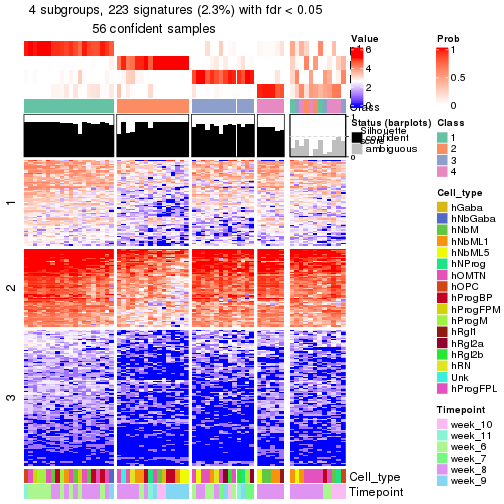 4 subgroups, 223 signatures (2.3%) with fdr < 0.05
56 confident samples
Value
6
4
2
0
Prob
1
0.5
0
Class
Status (barplots)
confident
ambiguous
Silhouette
score
1
0
Class
1
2
3
4
1
2
3
Cell_type
hGaba
hNbGaba
hNbM
hNbML1
hNbML5
hNProg
hOMTN
hOPC
hProgBP
hProgFPM
hProgM
hRgl1
hRgl2a
hRgl2b
hRN
Unk
hProgFPL
Timepoint
week_10
week_11
week_6
week_7
week_8
week_9
Cell_type
Timepoint